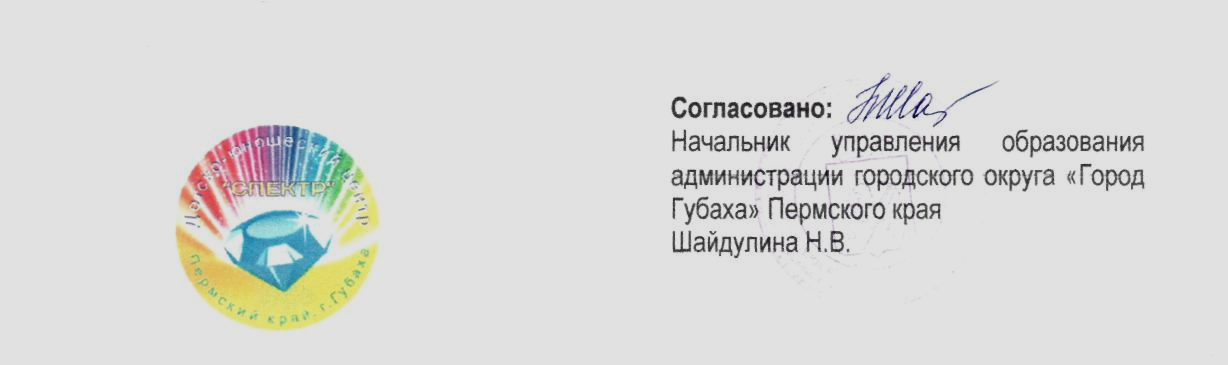 Детско-юношеский центр
"СПЕКТР"
Пермский край, г.Губаха
Согласовано:
Начальник управления образования
администрации городского округа «Город
Губаха» Пермского края
Шайдулина Н.В.